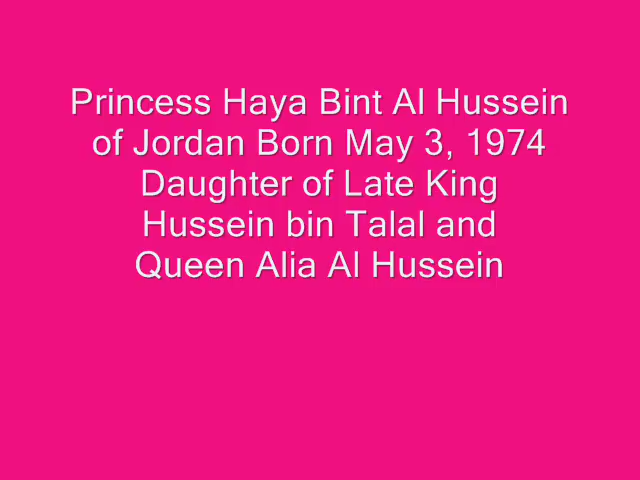 Princess Haya Bint Al Hussein
of Jordan Born May 3, 1974
Daughter of Late King
Hussein bin Talal and
Queen Alia Al Hussein